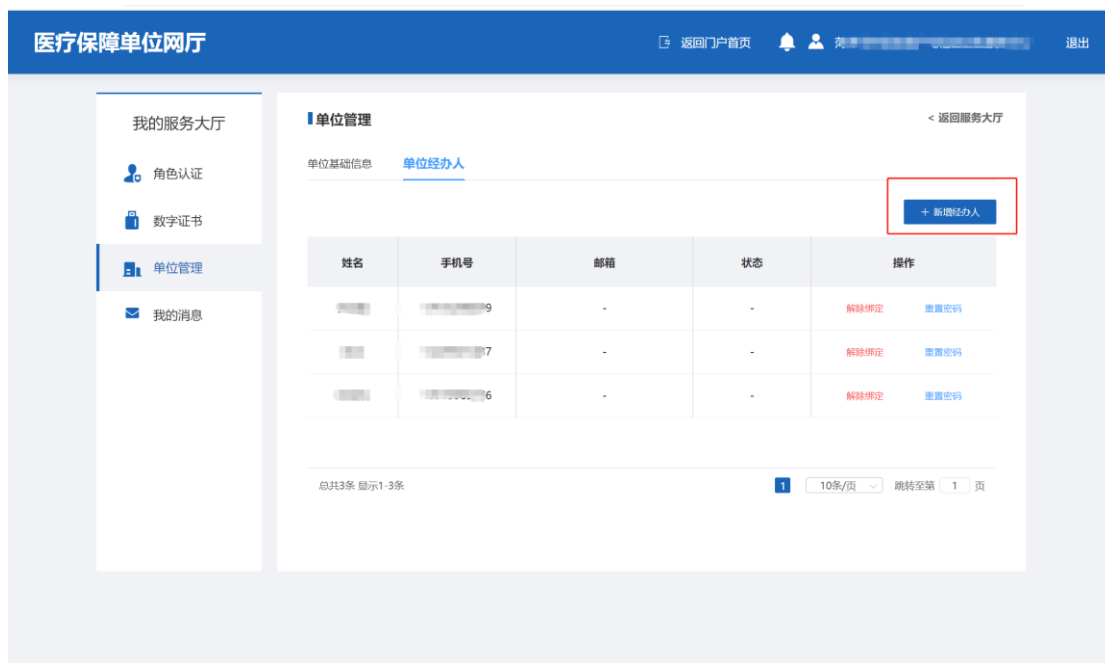 医疗保障单位网厅 返回门户首页 退出
我的服务大厅
角色认证
数字证书
单位管理
我的消息
单位管理 < 返回服务大厅
单位基础信息 单位经办人
+ 新增经办人
姓名 手机号 邮箱 状态 操作
9 - - 解除绑定 重置密码
7 - - 解除绑定 重置密码
6 - - 解除绑定 重置密码
总共3条 显示1-3条 1 10条/页 跳转至第 1 页